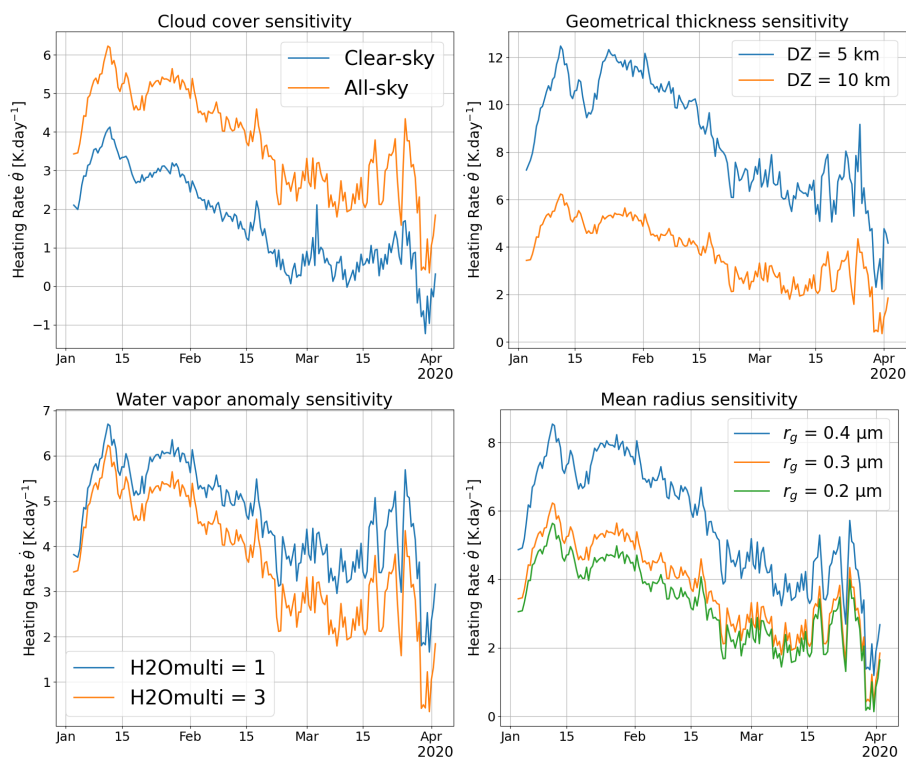 Cloud cover sensitivity
Heating Rate θ̇ [K.day⁻¹]
6
5
4
3
2
1
0
−1
Clear-sky
All-sky
Jan 15 Feb 15 Mar 15 Apr
2020
Geometrical thickness sensitivity
Heating Rate θ̇ [K.day⁻¹]
12
10
8
6
4
2
0
DZ = 5 km
DZ = 10 km
Jan 15 Feb 15 Mar 15 Apr
2020
Water vapor anomaly sensitivity
Heating Rate θ̇ [K.day⁻¹]
7
6
5
4
3
2
1
H2Omulti = 1
H2Omulti = 3
Jan 15 Feb 15 Mar 15 Apr
2020
Mean radius sensitivity
Heating Rate θ̇ [K.day⁻¹]
8
6
4
2
0
r_g = 0.4 µm
r_g = 0.3 µm
r_g = 0.2 µm
Jan 15 Feb 15 Mar 15 Apr
2020